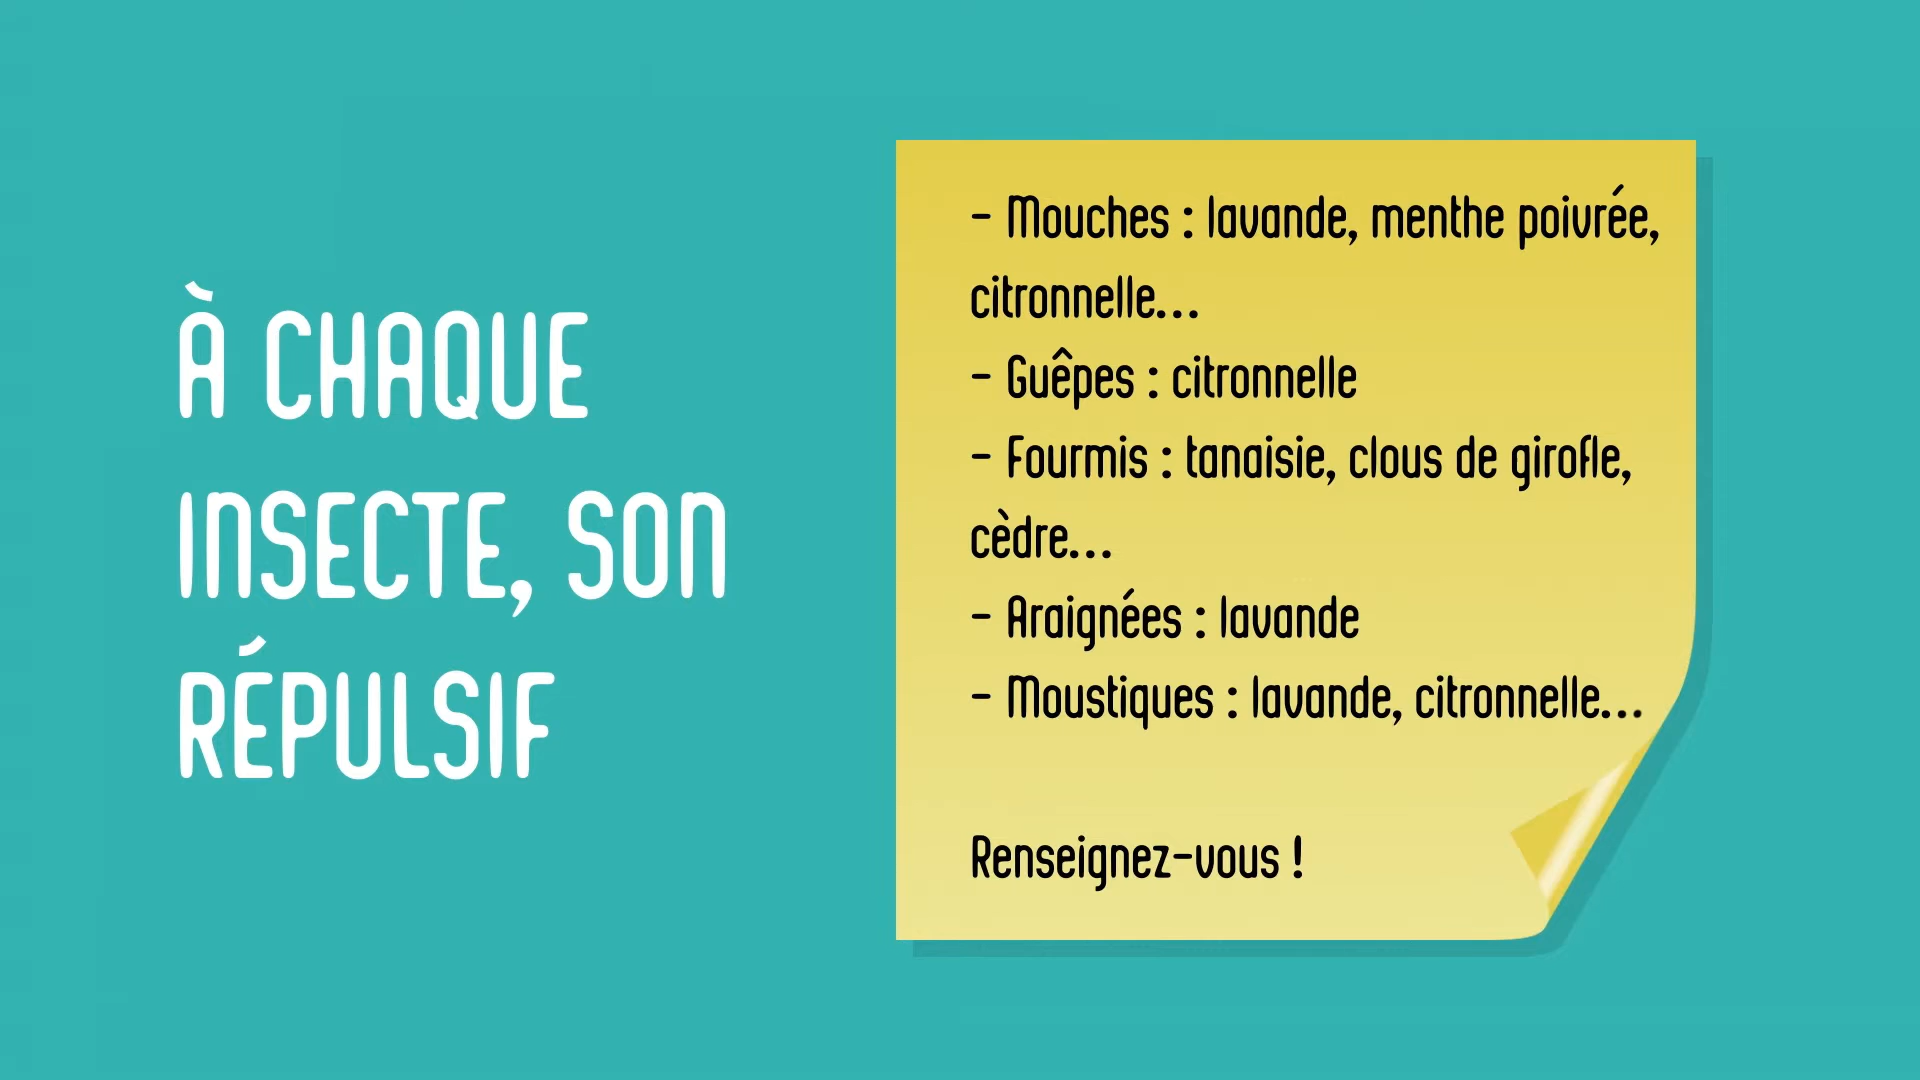 À CHAQUE
INSECTE, SON
RÉPULSIF
- Mouches : lavande, menthe poivrée,
citronnelle...
- Guêpes : citronnelle
- Fourmis : tanaisie, clous de girofle,
cèdre...
- Araignées : lavande
- Moustiques : lavande, citronnelle...
Renseignez-vous !